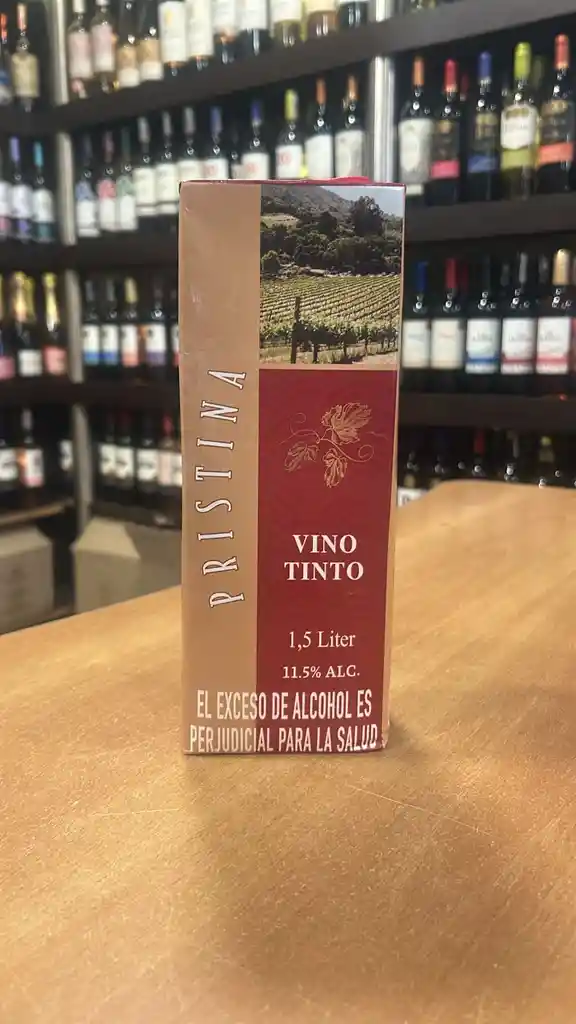 PRISTINA
VINO
TINTO
1,5 Liter
11.5% ALC.
EL EXCESO DE ALCOHOL ES
PERJUDICIAL PARA LA SALUD